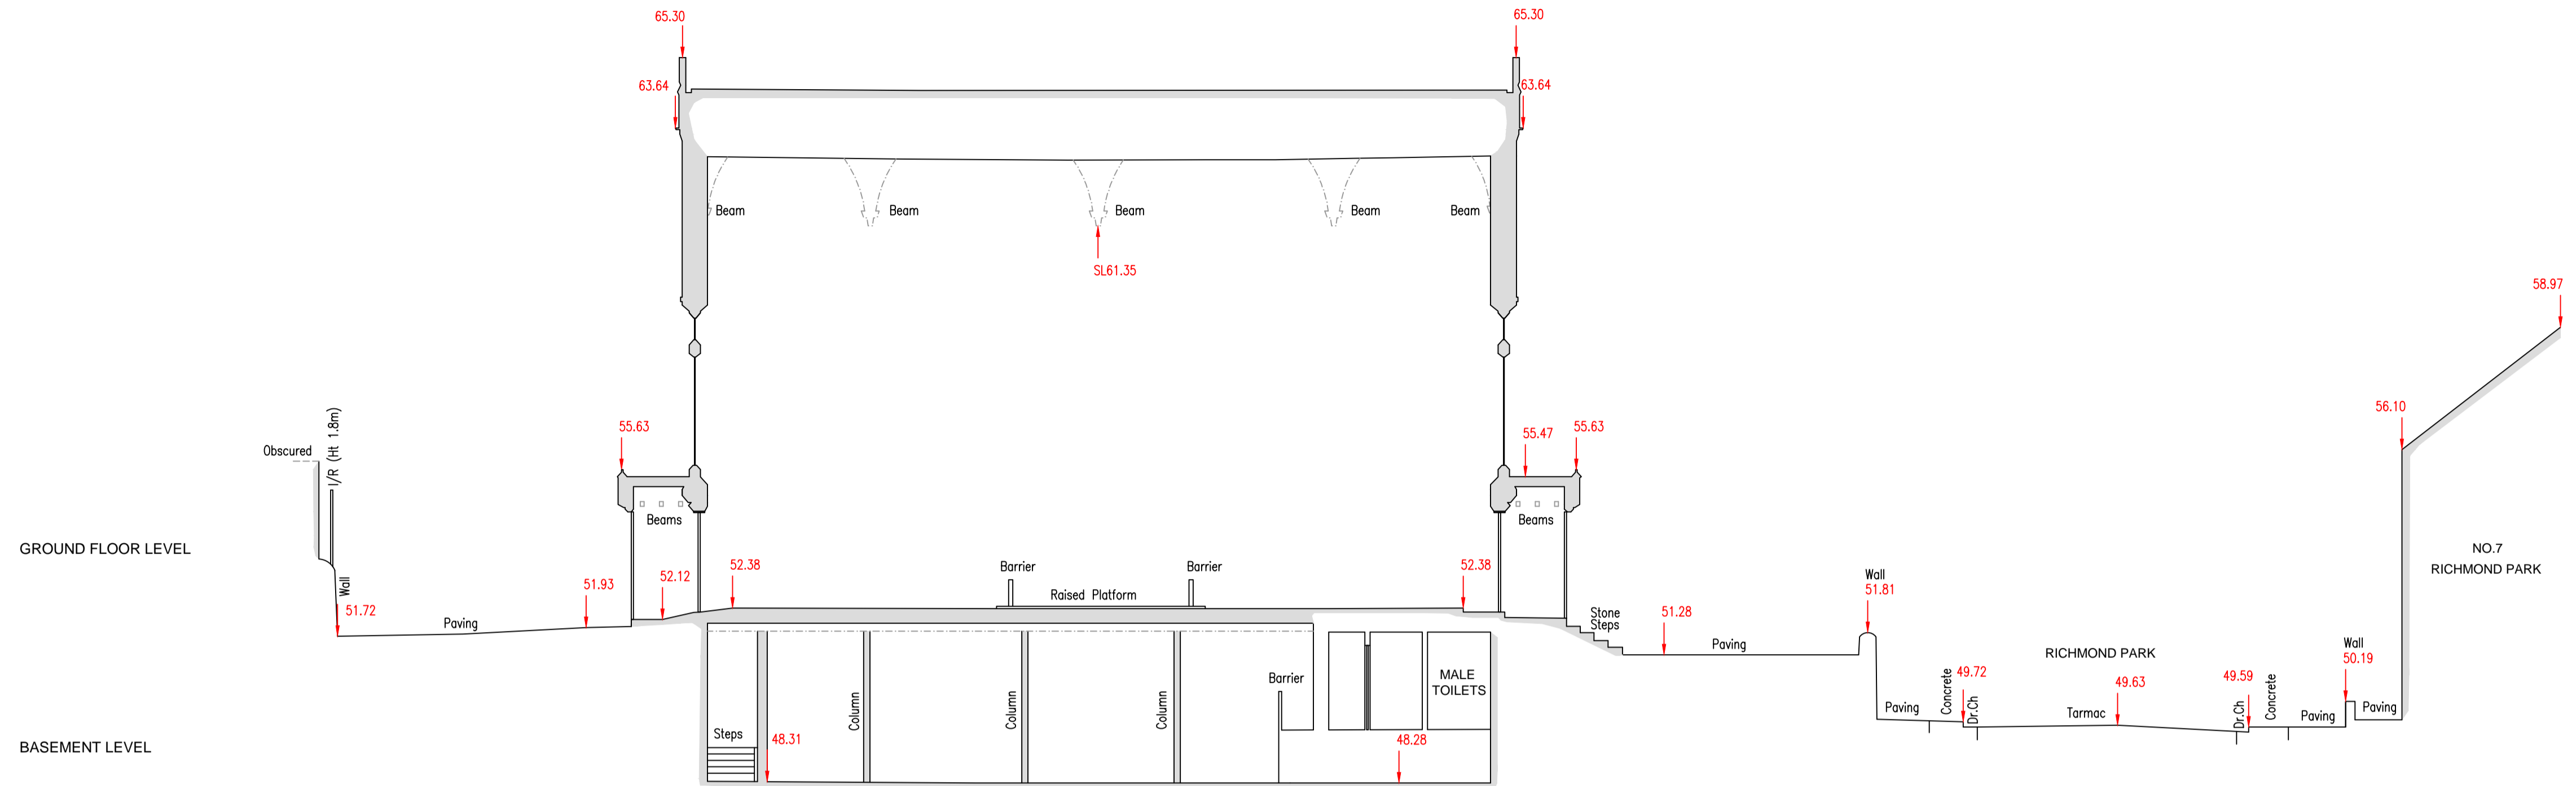 65.30
65.30
63.64
63.64
Beam
Beam
Beam
Beam
Beam
SL61.35
58.97
56.10
I/R (Ht 1.8m)
Obscured
55.63
55.47
55.63
Beams
Beams
GROUND FLOOR LEVEL
NO.7
RICHMOND PARK
Wall
51.72
Paving
51.93
52.12
52.38
Barrier
Raised Platform
Barrier
52.38
Stone
Steps
51.28
Paving
Wall
51.81
RICHMOND PARK
Paving
Concrete
49.72
Dr.Ch
Tarmac
49.63
49.59
Dr.Ch
Concrete
Paving
Wall
50.19
Paving
BASEMENT LEVEL
Steps
48.31
Column
Column
Column
Barrier
48.28
MALE
TOILETS